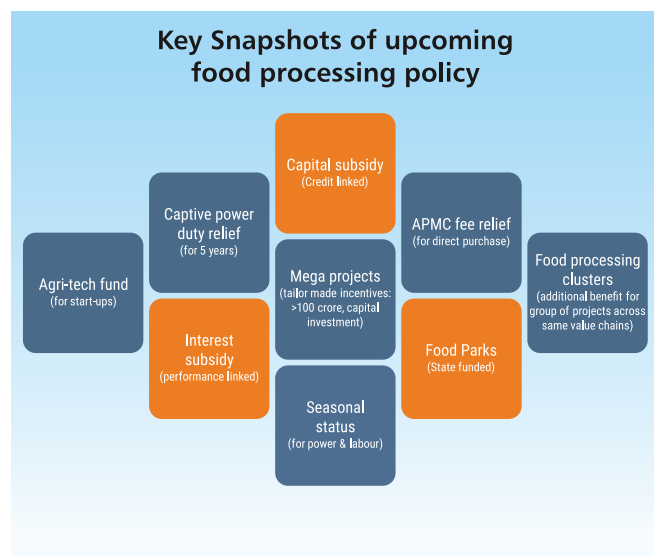 Key Snapshots of upcoming
food processing policy
Capital subsidy
(Credit linked)
Captive power
duty relief
(for 5 years)
APMC fee relief
(for direct purchase)
Agri-tech fund
(for start-ups)
Mega projects
(tailor made incentives:
>100 crore, capital
investment)
Food processing
clusters
(additional benefit for
group of projects across
same value chains)
Interest
subsidy
(performance linked)
Food Parks
(State funded)
Seasonal
status
(for power & labour)